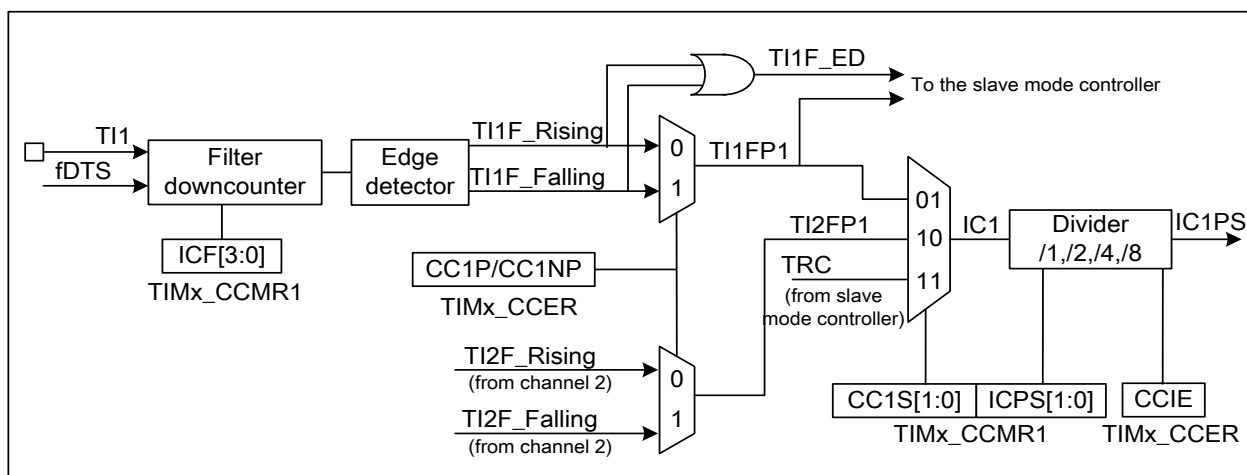 TI1F_ED
To the slave mode controller
TI1
fDTS
Filter
downcounter
Edge
detector
TI1F_Rising
TI1F_Falling
0
1
TI1FP1
ICF[3:0]
TIMx_CCMR1
CC1P/CC1NP
TIMx_CCER
TI2FP1
TRC
(from slave
mode controller)
01
10
11
IC1
Divider
/1,/2,/4,/8
IC1PS
TI2F_Rising
(from channel 2)
TI2F_Falling
(from channel 2)
0
1
CC1S[1:0]
ICPS[1:0]
TIMx_CCMR1
CCIE
TIMx_CCER